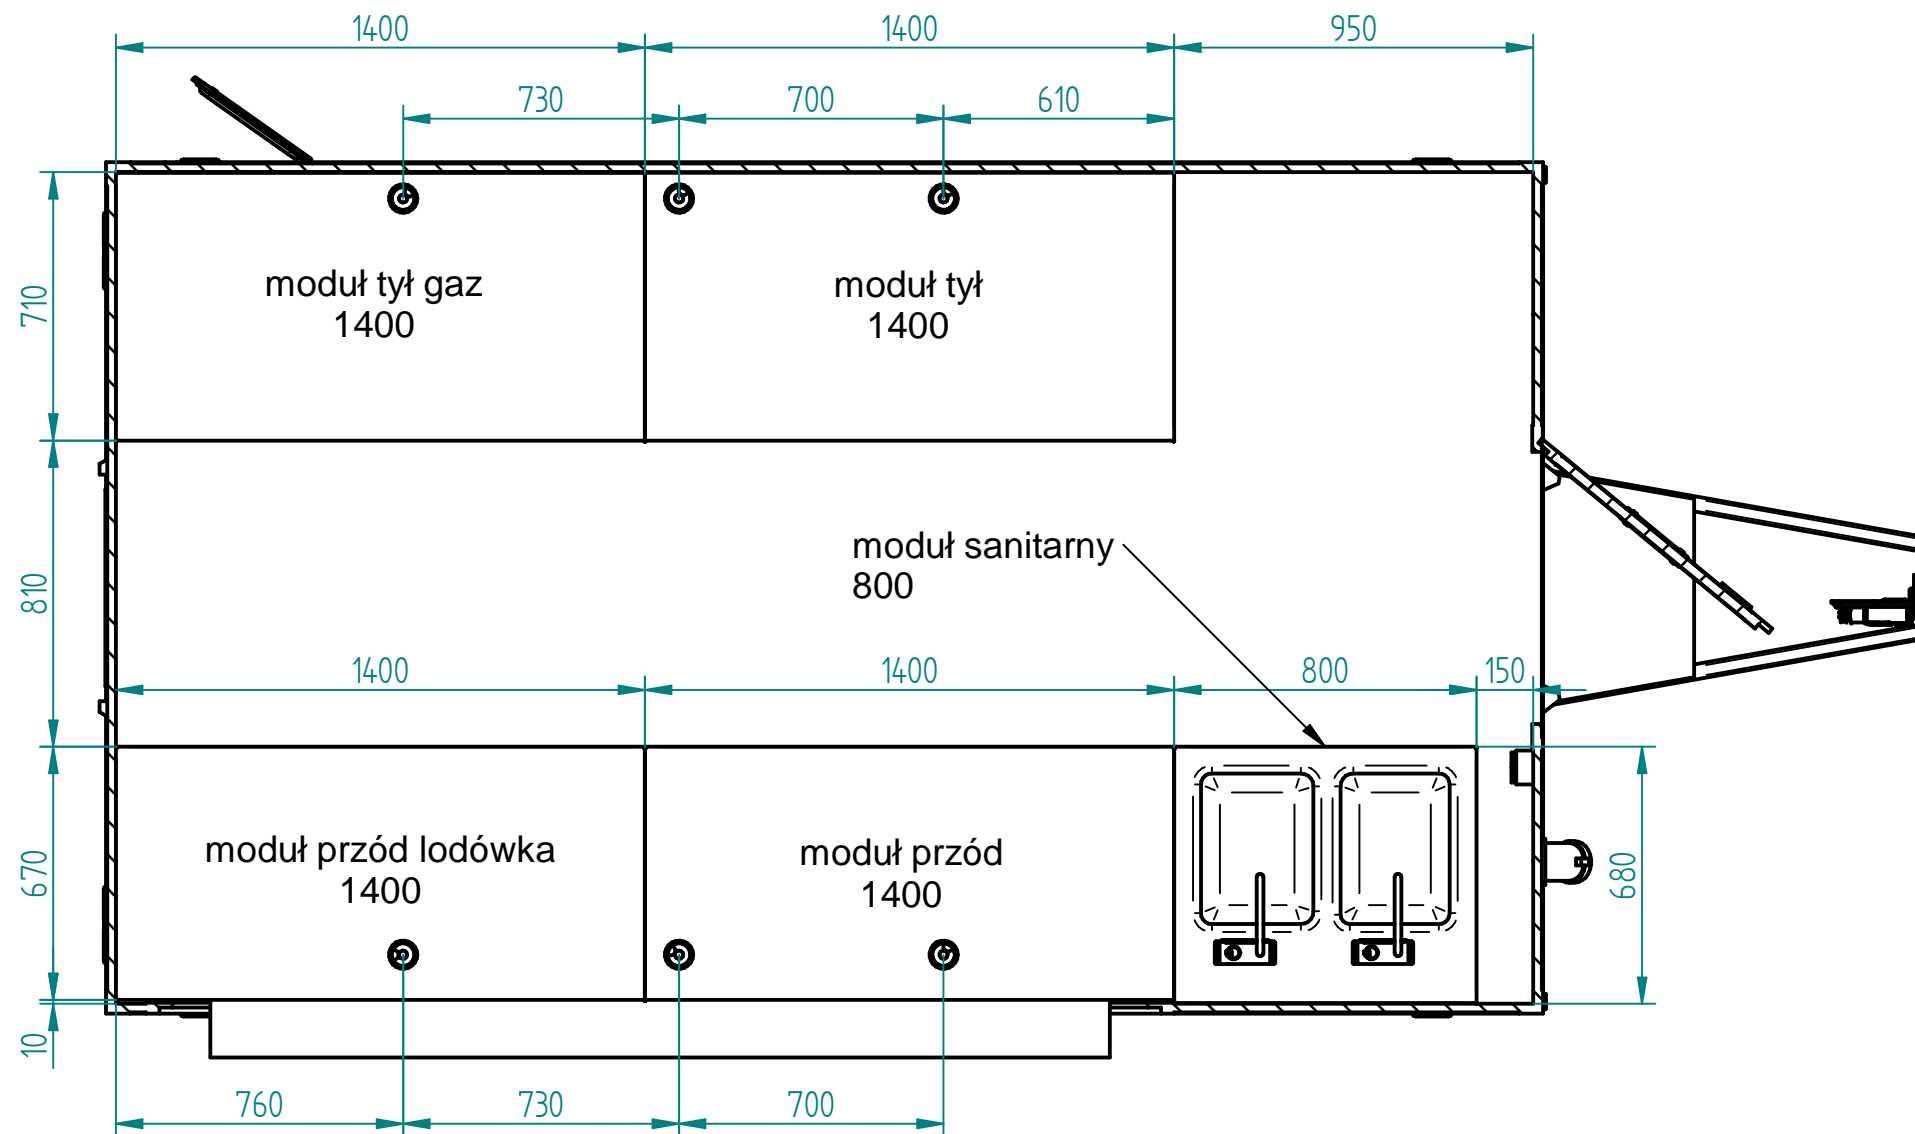 1400 1400 950
730 700 610
moduł tył gaz
1400
moduł tył
1400
710
moduł sanitarny
800
810
1400 1400 800 150
moduł przód lodówka
1400
moduł przód
1400
670
680
10
760 730 700